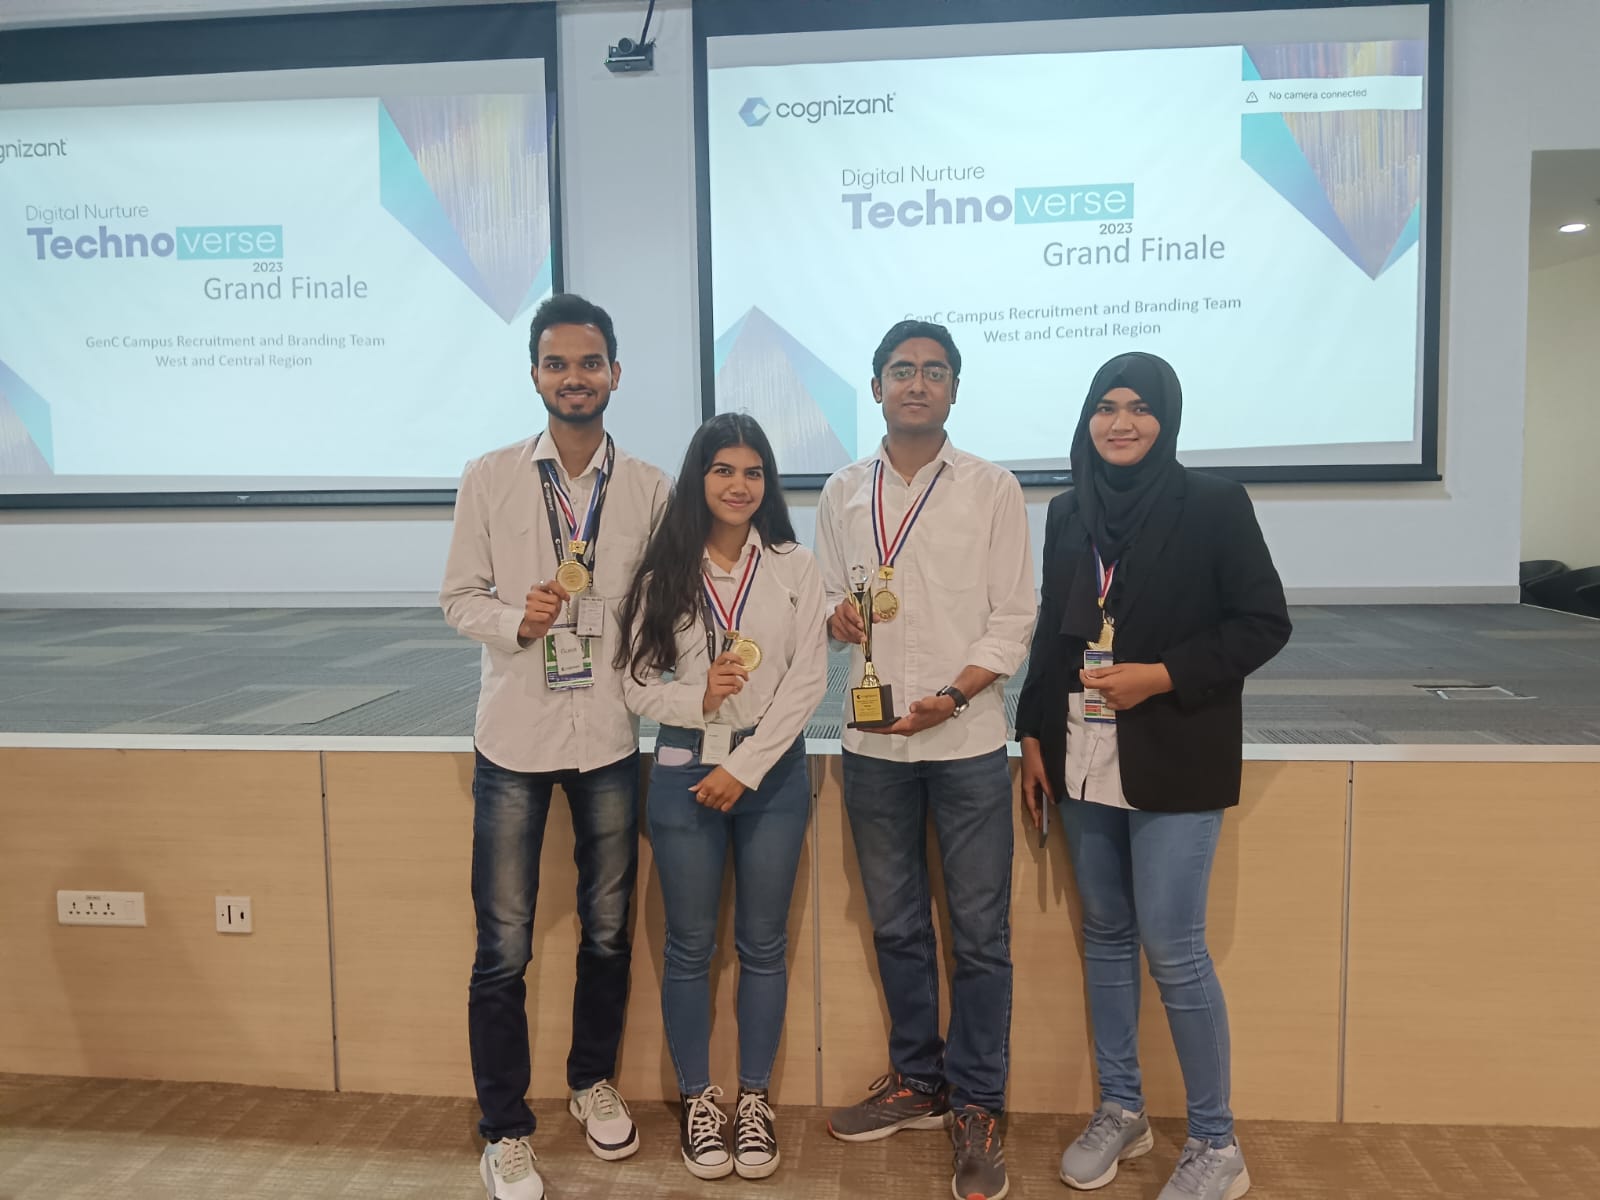 gnizant
Digital Nurture
Technoverse
2023
Grand Finale
GenC Campus Recruitment and Branding Team
West and Central Region
cognizant
No camera connected
Digital Nurture
Technoverse
2023
Grand Finale
GenC Campus Recruitment and Branding Team
West and Central Region
cognizant